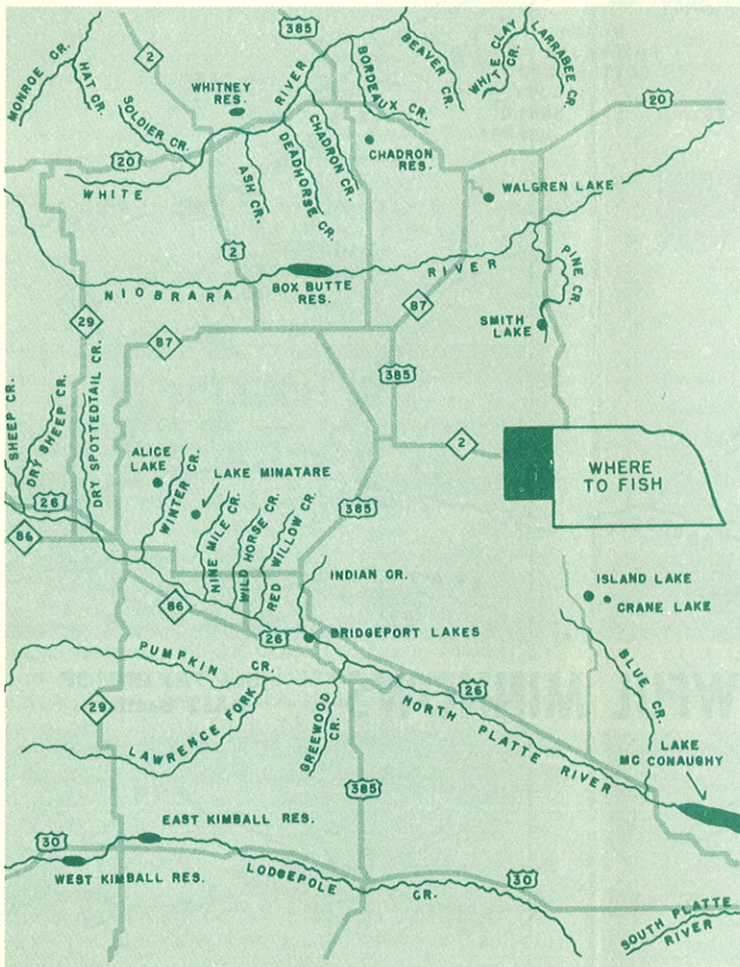 385
MONROE CR.
HAT CR.
2
WHITNEY
RES.
RIVER
BORDEAUX CR.
BEAVER CR.
WHITE CLAY
CR.
LARRABEE CR.
SOLDIER CR.
20
20
WHITE
ASH CR.
DEADHORSE CR.
CHADRON CR.
CHADRON
RES.
WALGREN LAKE
2
NIOBRARA
BOX BUTTE
RES.
RIVER
PINE CR.
29
87
87
SMITH
LAKE
385
SHEEP CR.
DRY SHEEP CR.
DRY SPOTTEDTAIL CR.
ALICE
LAKE
WINTER CR.
LAKE MINATARE
2
WHERE
TO FISH
26
86
NINE MILE CR.
WILD HORSE CR.
RED WILLOW CR.
385
INDIAN CR.
86
26
BRIDGEPORT LAKES
ISLAND LAKE
CRANE LAKE
PUMPKIN CR.
29
LAWRENCE FORK
GREEWOOD
CR.
26
NORTH PLATTE RIVER
BLUE CR.
LAKE
MC CONAUGHY
385
EAST KIMBALL RES.
30
WEST KIMBALL RES.
LODGEPOLE CR.
30
SOUTH PLATTE
RIVER